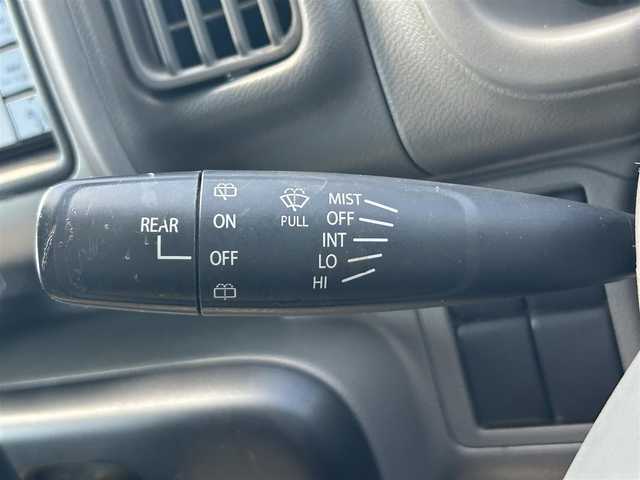 REAR
ON
OFF
PULL
MIST
OFF
INT
LO
HI